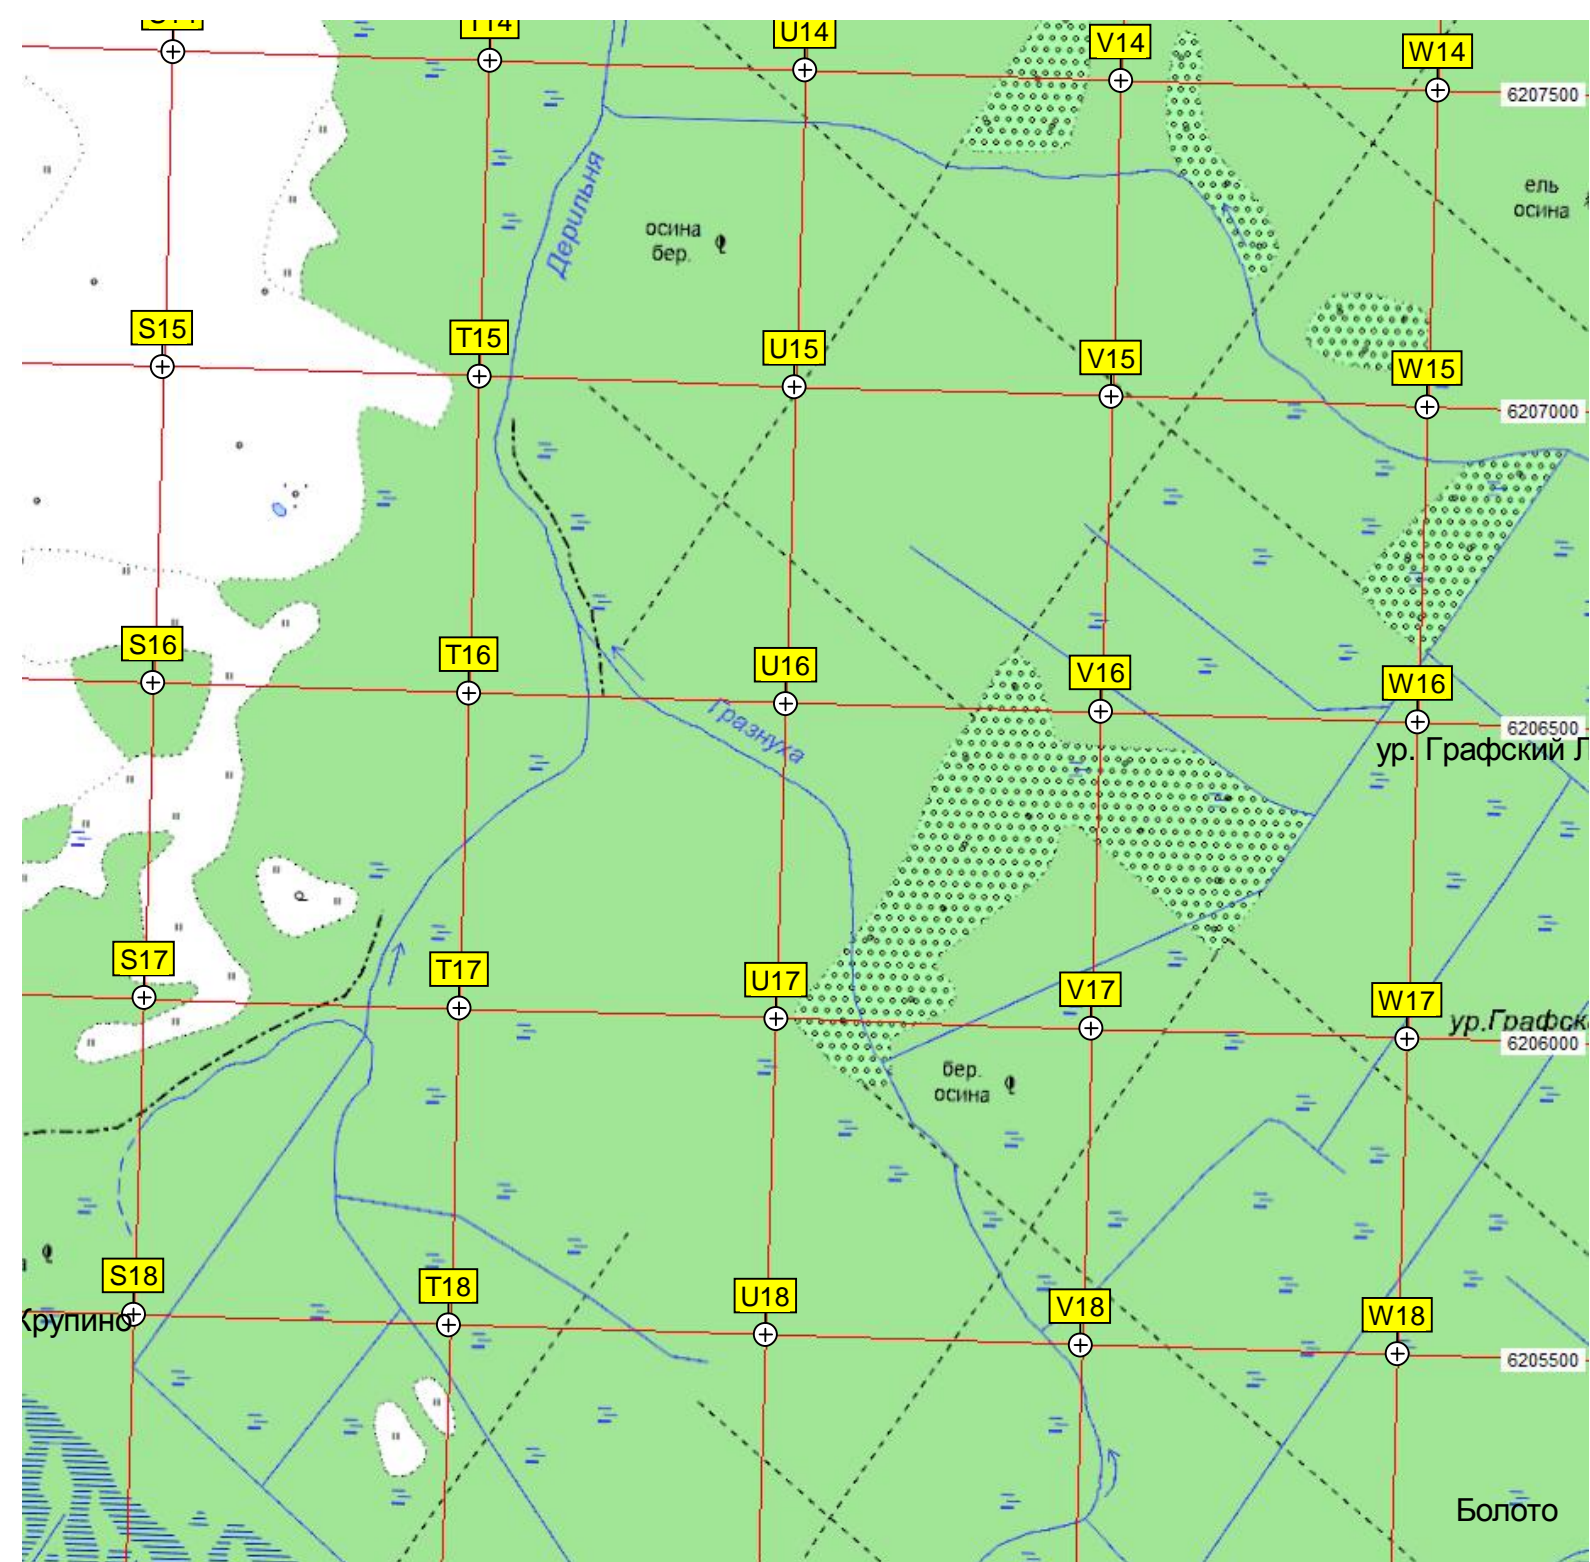 T14
U14
V14
W14
6207500
Дерильня
ель
осина
осина
бер.
S15
T15
U15
V15
W15
6207000
S16
T16
U16
V16
W16
6206500
Гразнуха
ур. Графский Л
S17
T17
U17
V17
W17
ур.Графск
6206000
бер.
осина
S18
T18
U18
V18
W18
Крупино
6205500
Болото